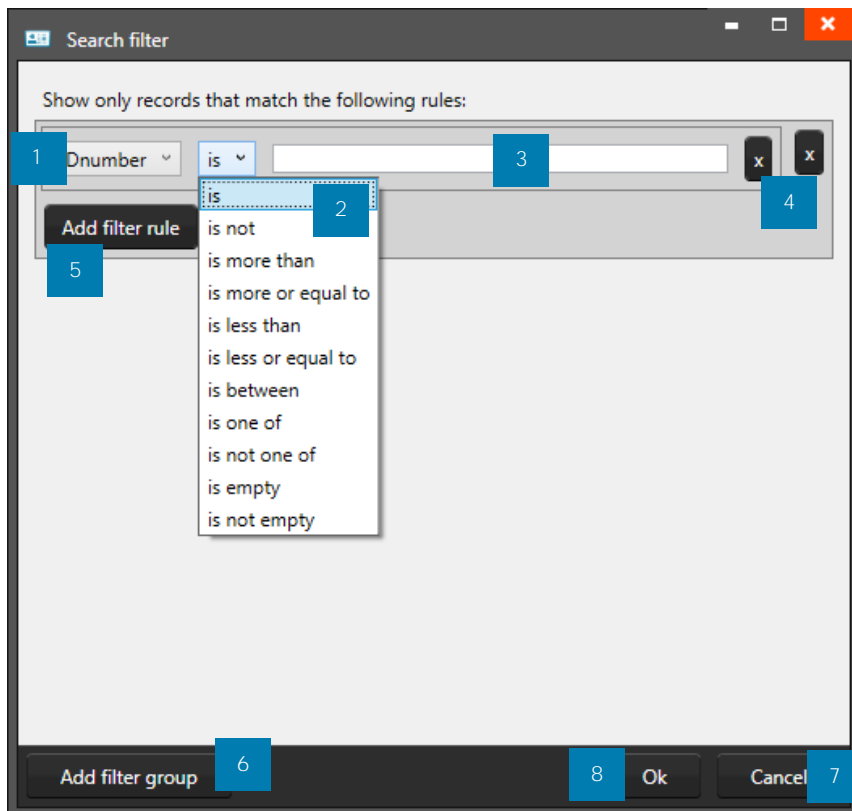 Search filter
Show only records that match the following rules:
1 Dnumber is 3 x x
4
is 2
Add filter rule is not
5 is more than
is more or equal to
is less than
is less or equal to
is between
is one of
is not one of
is empty
is not empty
Add filter group 6 8 Ok Cancel 7